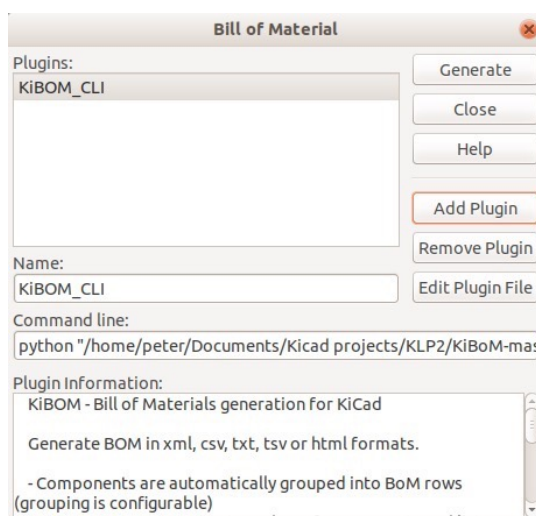 Bill of Material
Plugins:
KiBOM_CLI
Generate
Close
Help
Add Plugin
Remove Plugin
Edit Plugin File
Name:
KiBOM_CLI
Command line:
python "/home/peter/Documents/Kicad projects/KLP2/KiBoM-mas
Plugin Information:
KiBOM - Bill of Materials generation for KiCad
Generate BOM in xml, csv, txt, tsv or html formats.
- Components are automatically grouped into BoM rows
(grouping is configurable)